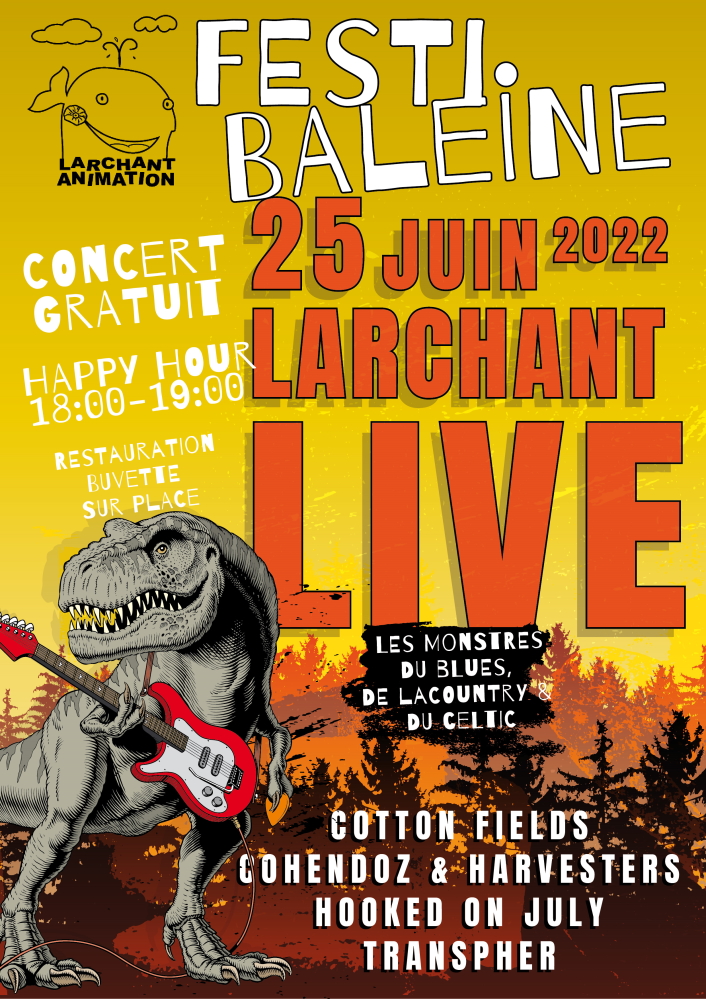 LARCHANT
ANIMATION
FESTI
BALEiNE
25 JUIN 2022
LARCHANT
LIVE
CONCERT
GRATUIT
HAPPY HOUR
18:00-19:00
RESTAURATION
BUVETTE
SUR PLACE
LES MONSTRES
DU BLUES,
DE LACOUNTRY &
DU CELTIC
COTTON FIELDS
COHENDOZ & HARVESTERS
HOOKED ON JULY
TRANSPHER